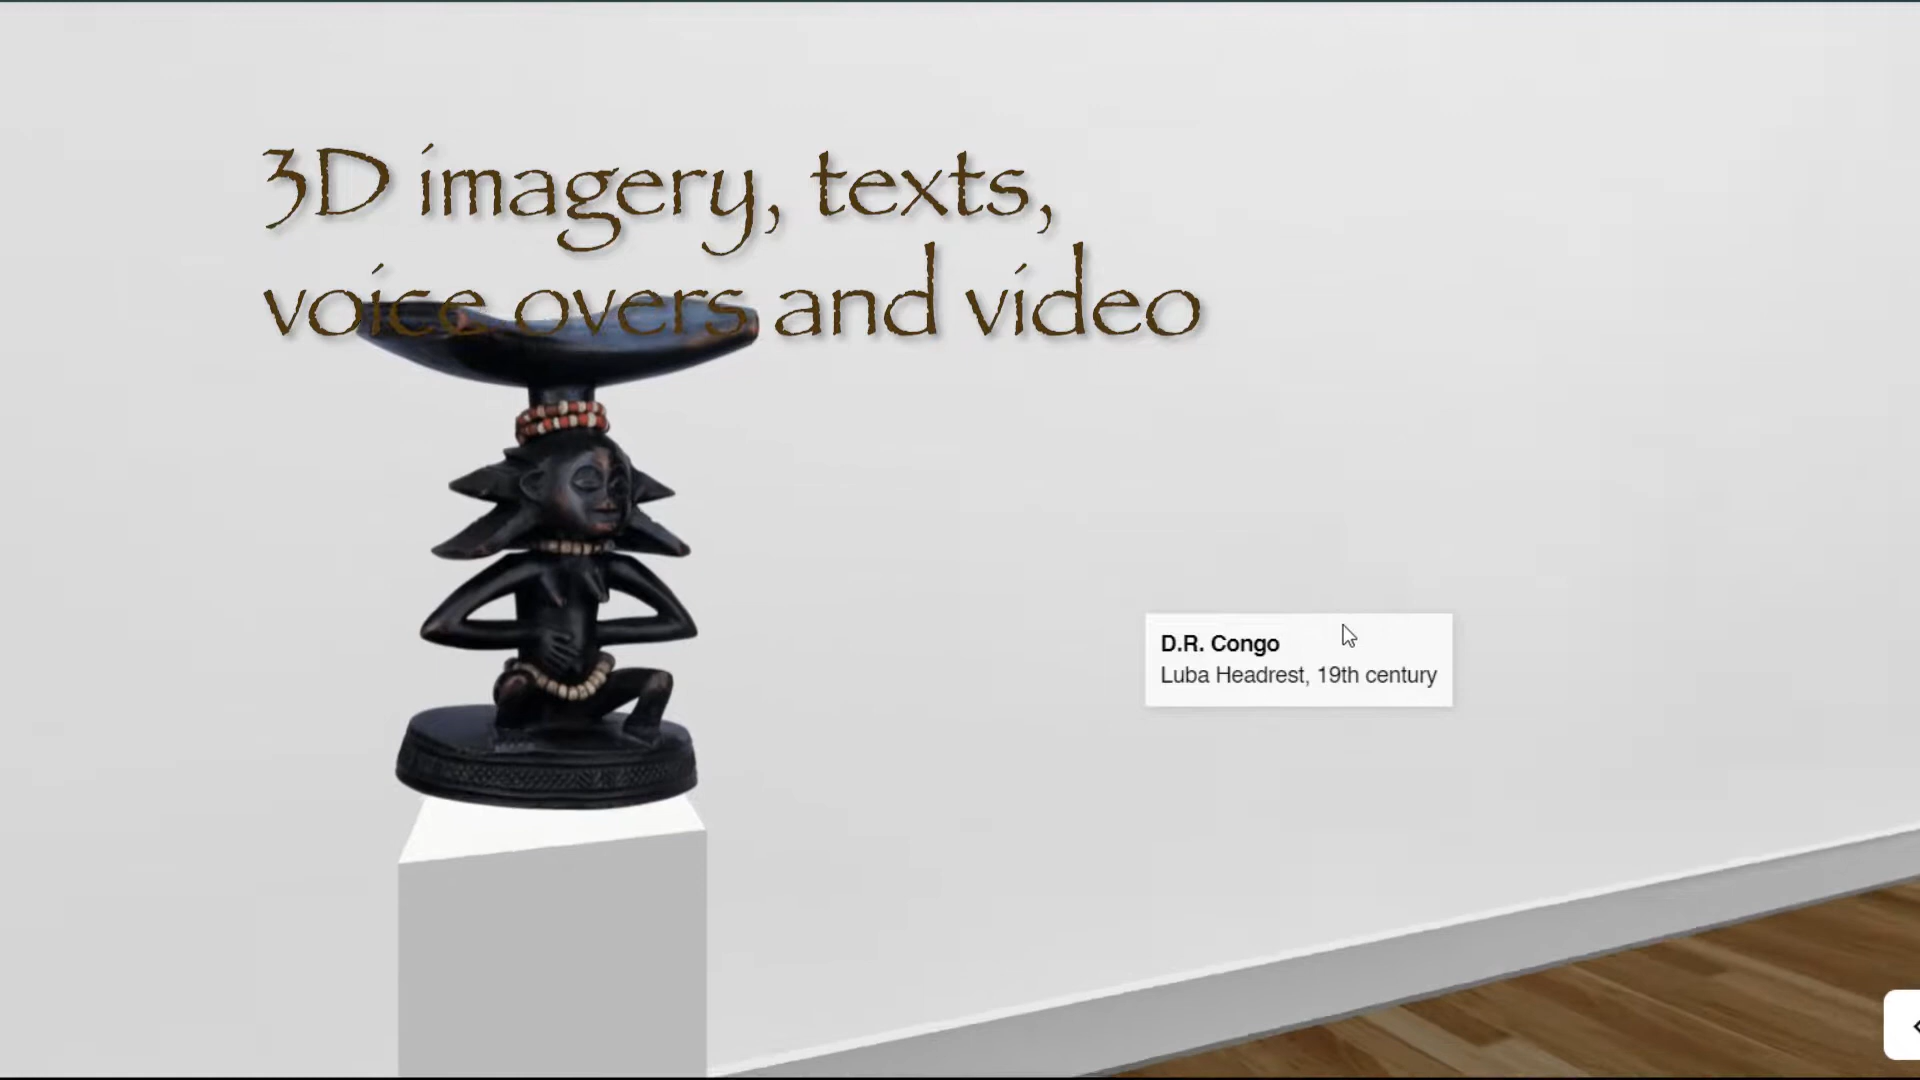 3D imagery, texts,
voice overs and video
D.R. Congo
Luba Headrest, 19th century